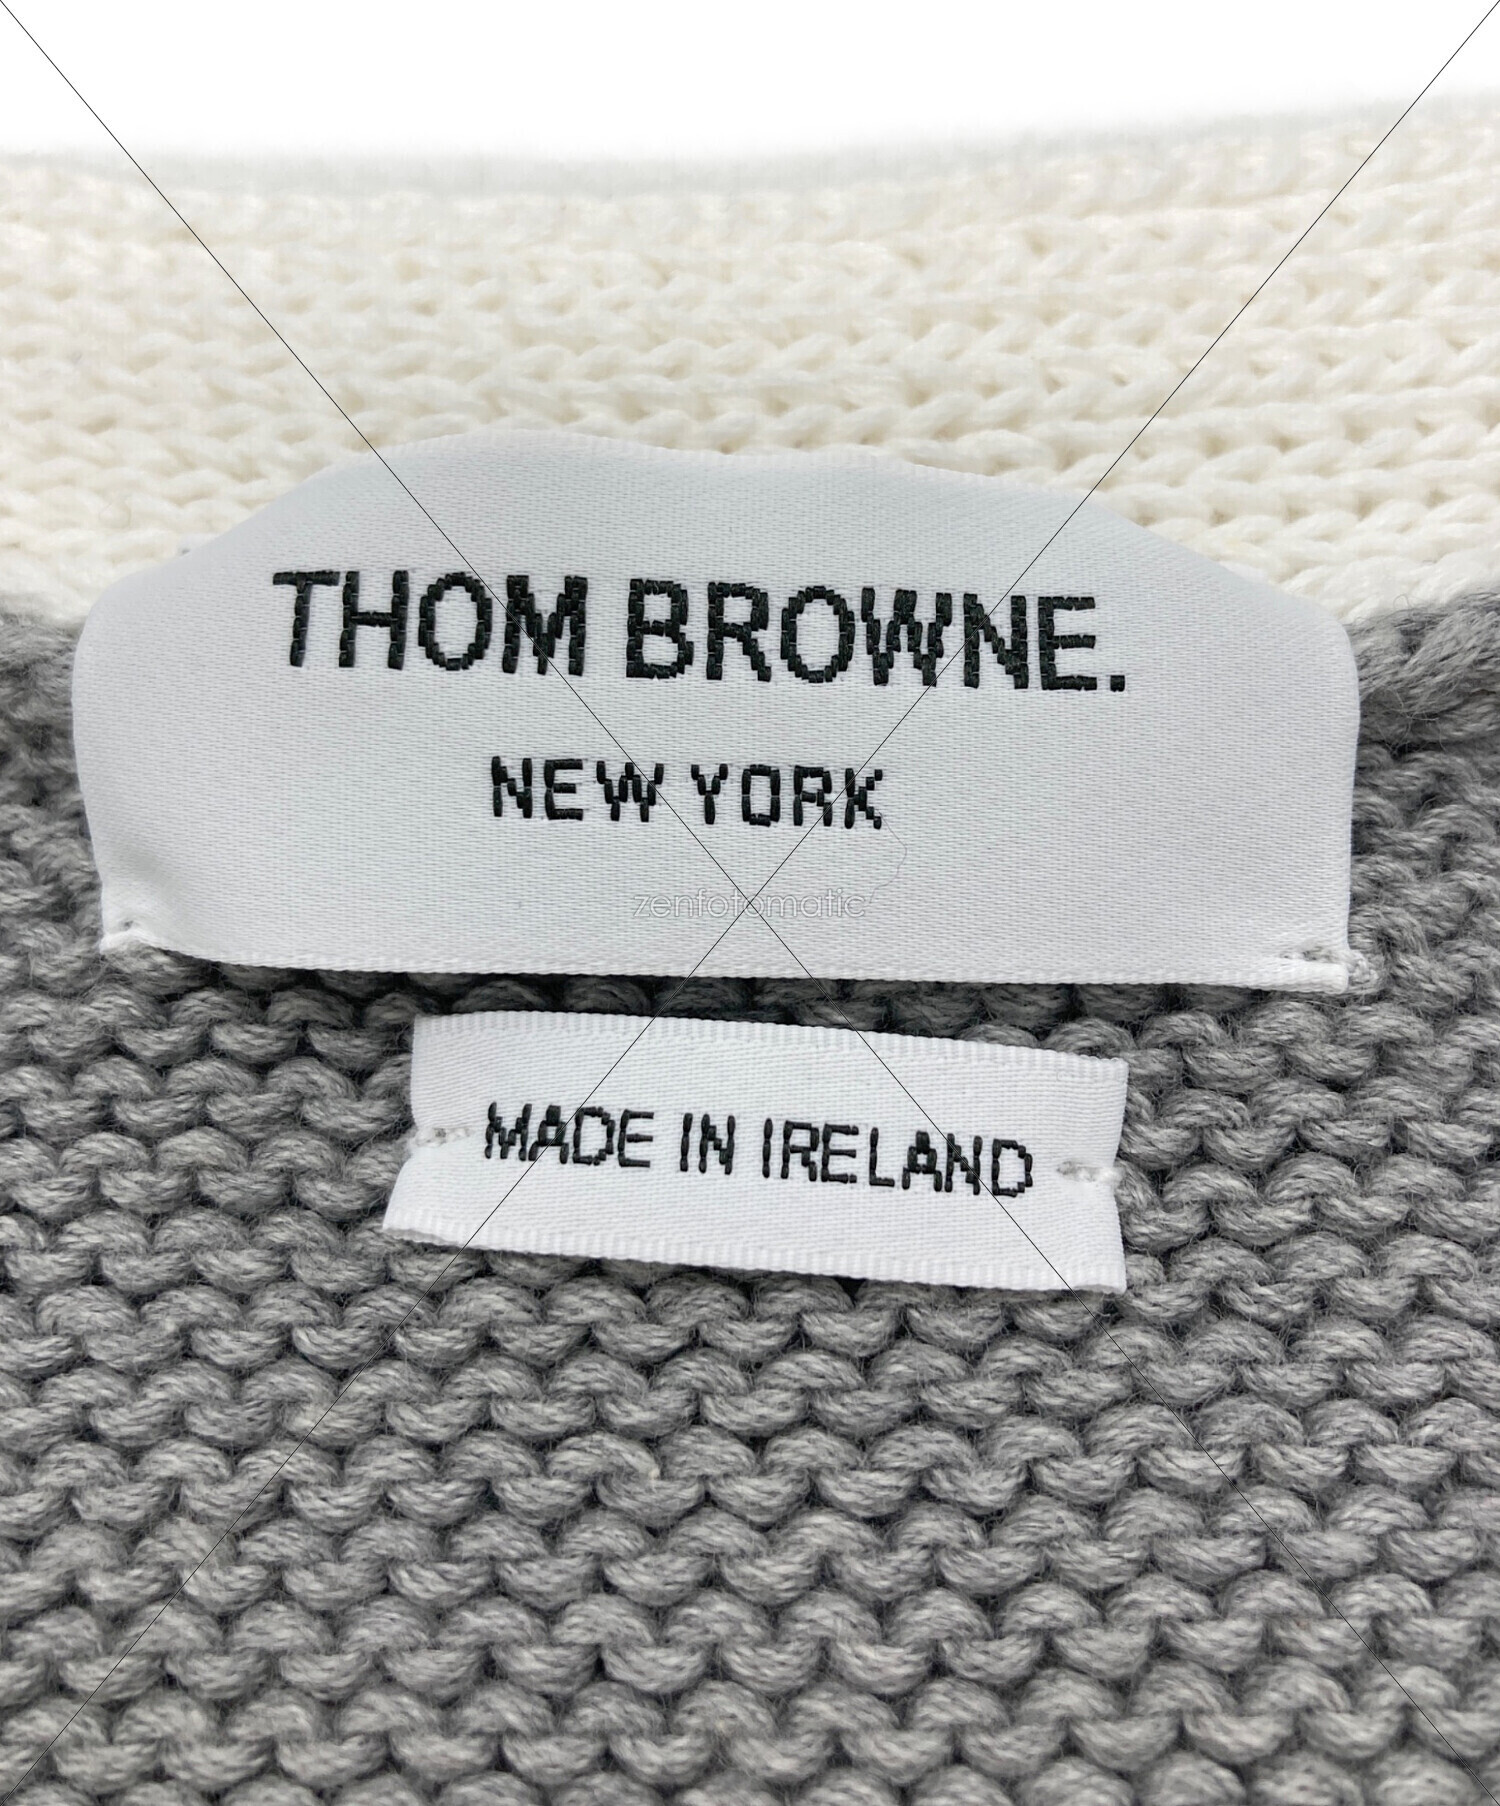 THOM BROWNE.
NEW YORK
zenfotomatic
MADE IN IRELAND